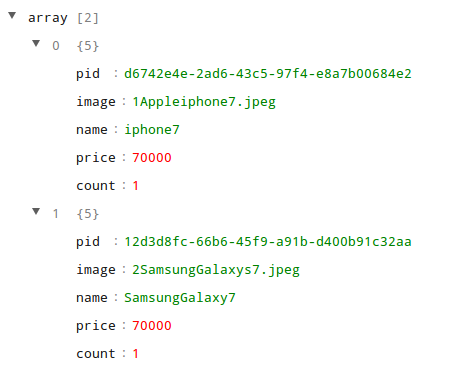 array [2]
0 {5}
pid : d6742e4e-2ad6-43c5-97f4-e8a7b00684e2
image : 1Appleiphone7.jpeg
name : iphone7
price : 70000
count : 1
1 {5}
pid : 12d3d8fc-66b6-45f9-a91b-d400b91c32aa
image : 2SamsungGalaxys7.jpeg
name : SamsungGalaxy7
price : 70000
count : 1